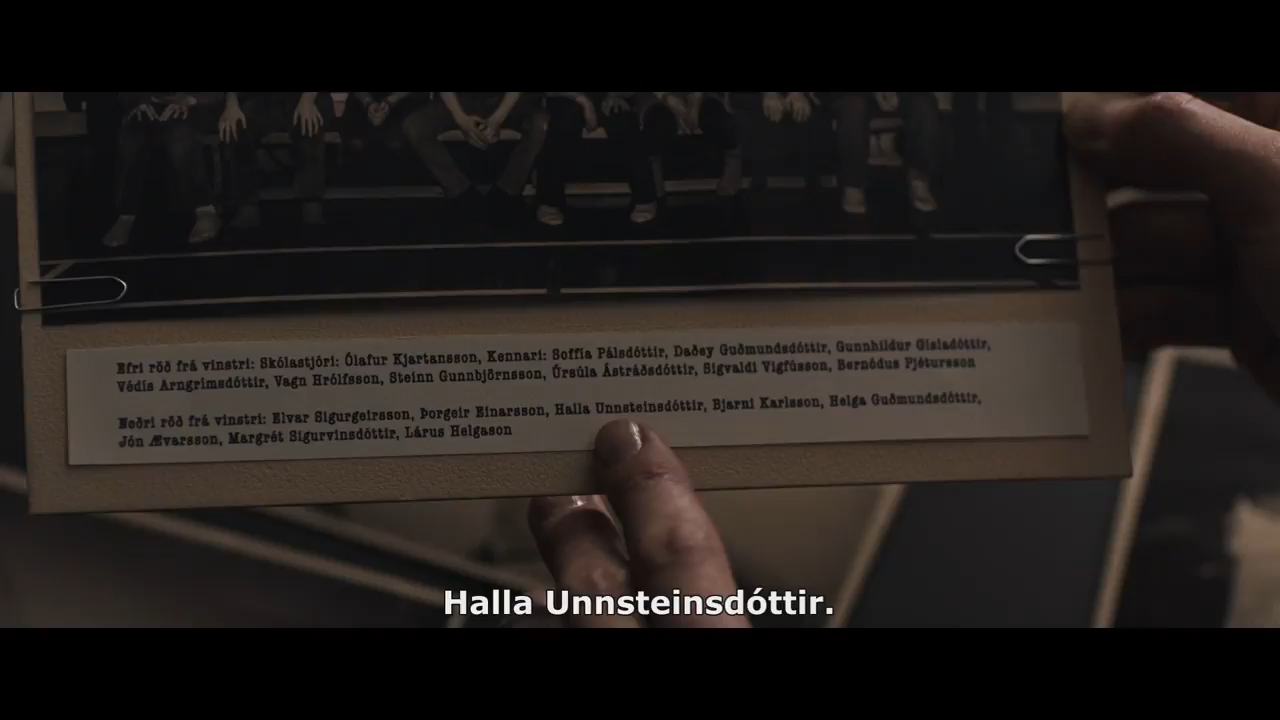 Efri röð frá vinstri: Skólastjóri: Ólafur Kjartansson, Kennari: Soffía Pálsdóttir, Daðey Guðmundsdóttir, Gunnhildur Gísladóttir,
Védís Arngrímsdóttir, Vagn Hrólfsson, Steinn Gunnbjörnsson, Úrsúla Ástráðsdóttir, Sigvaldi Vigfússon, Bernódus Pjétursson
Neðri röð frá vinstri: Elvar Sigurgeirsson, Þorgeir Einarsson, Halla Unnsteinsdóttir, Bjarni Karlsson, Helga Guðmundsdóttir,
Jón Ævarsson, Margrét Sigurvinsdóttir, Lárus Helgason
Halla Unnsteinsdóttir.